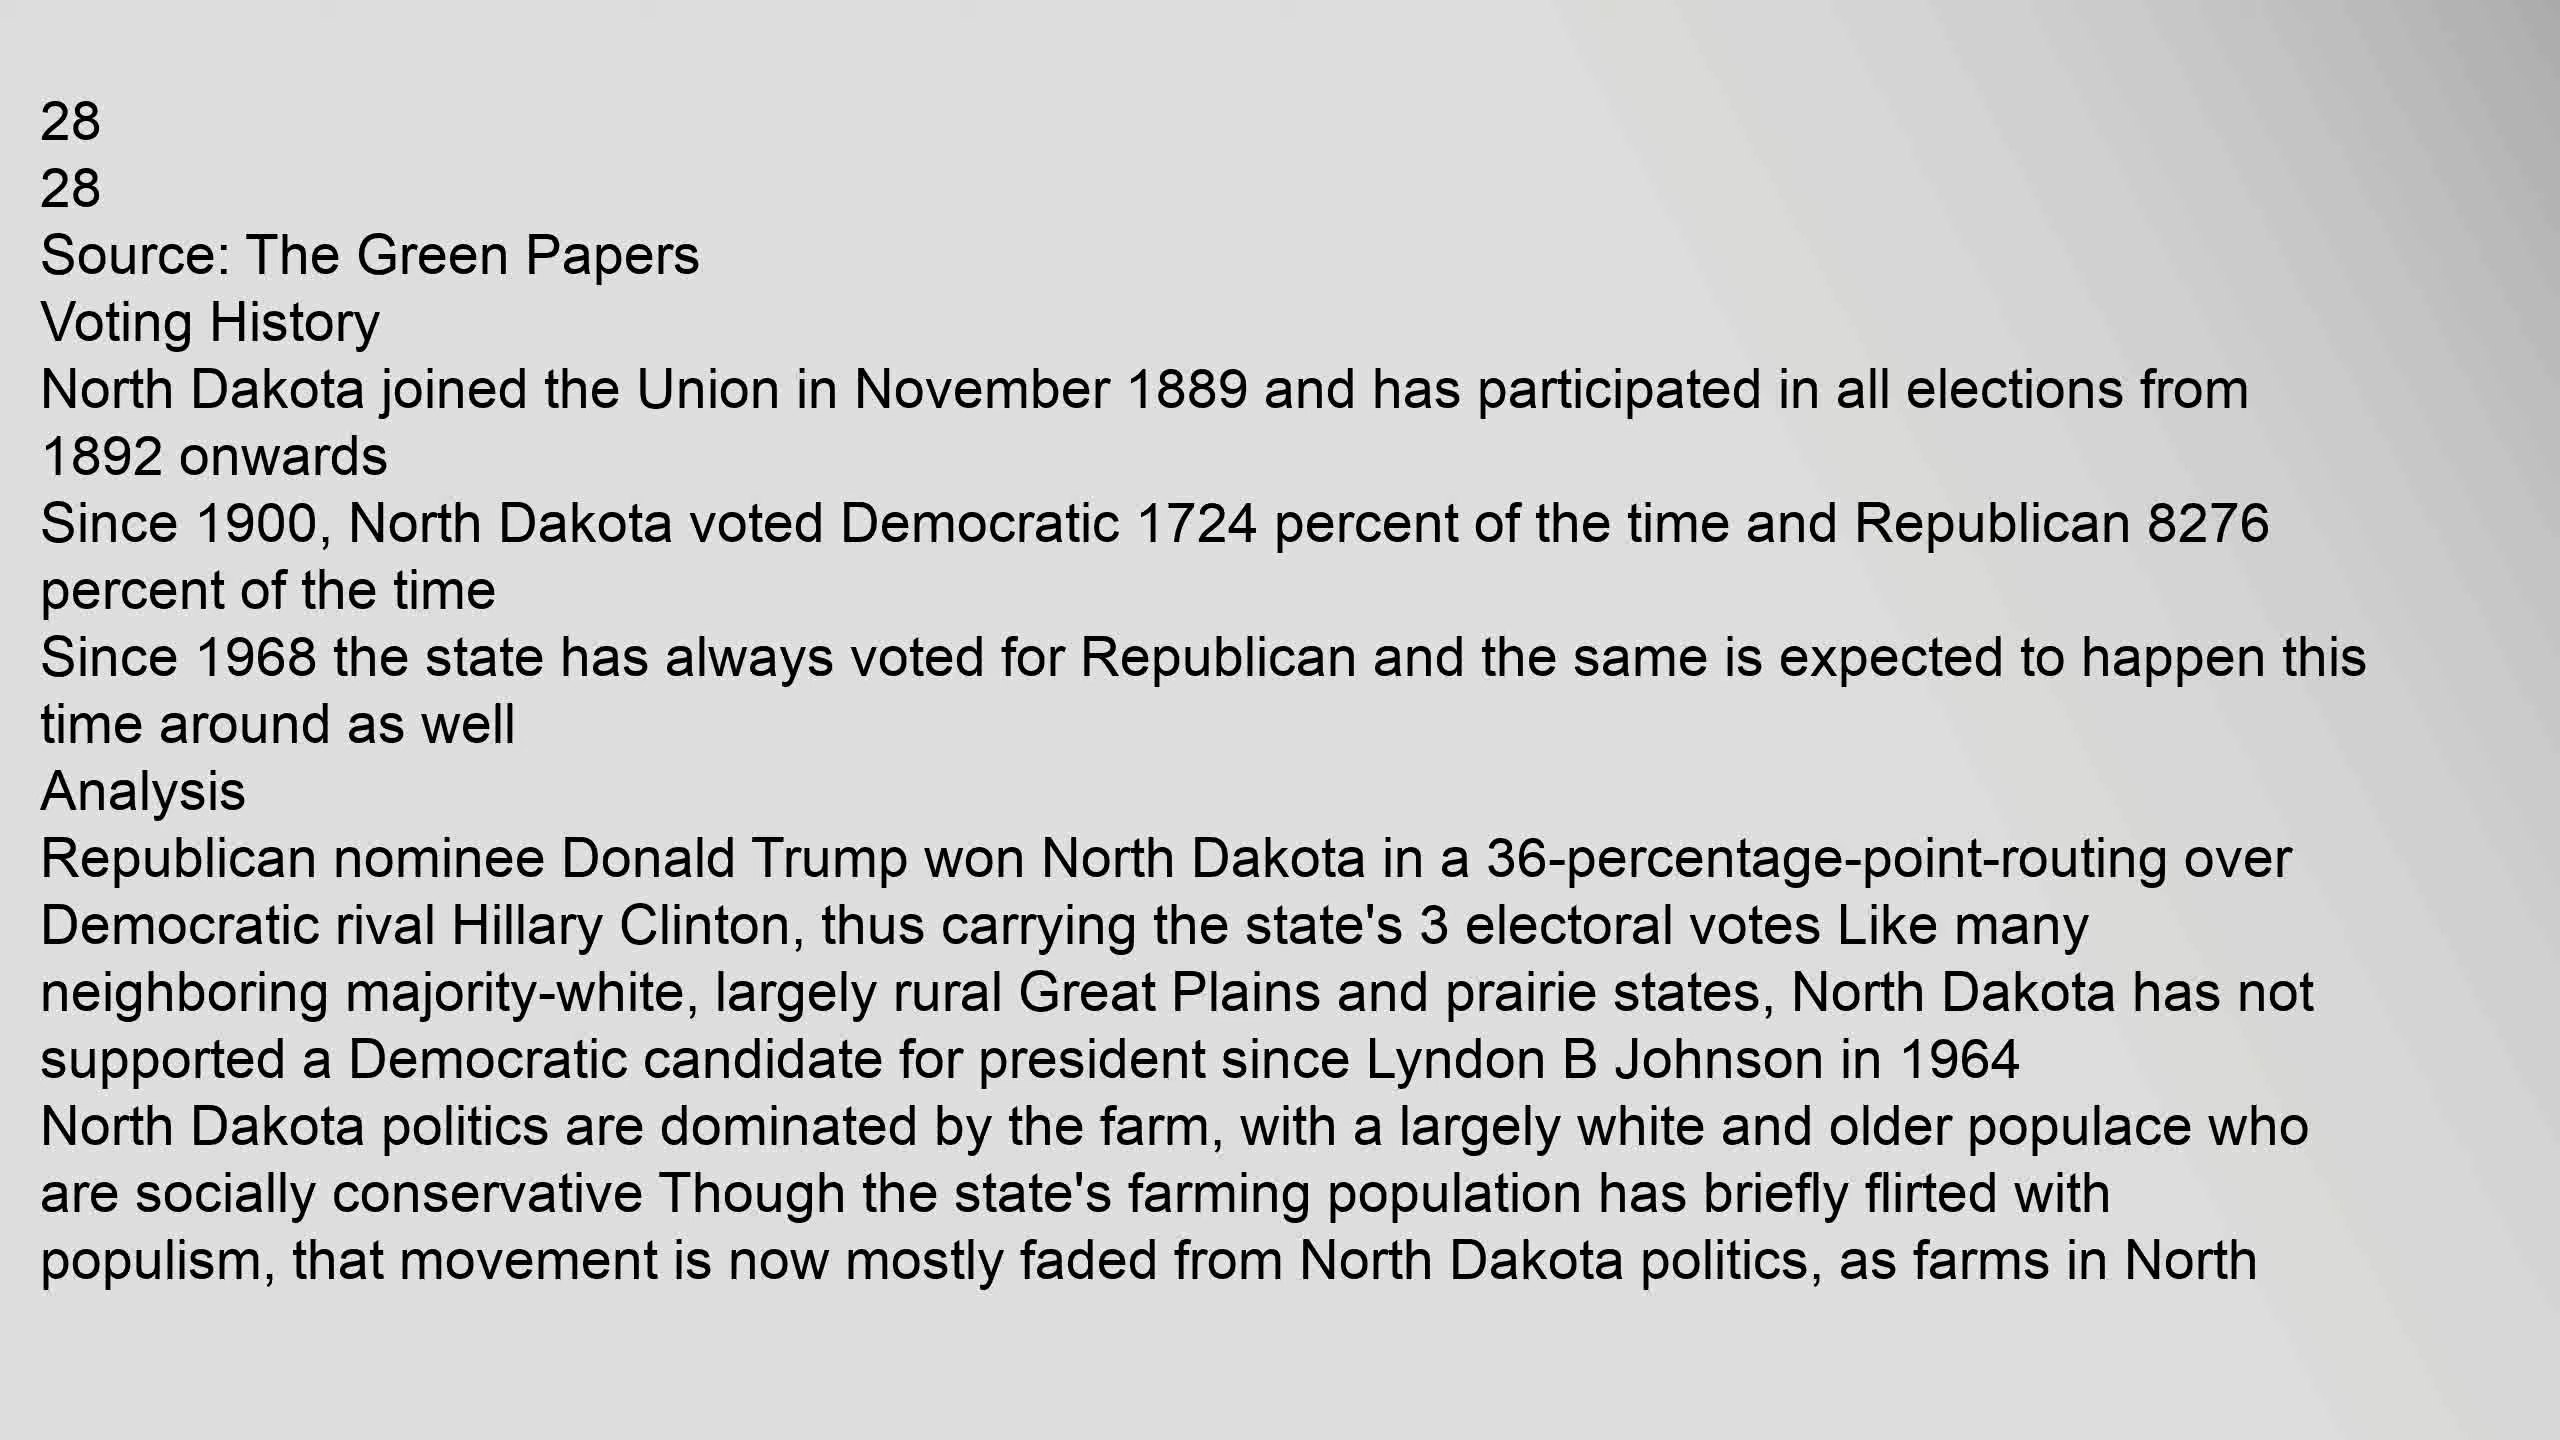 28
28
Source: The Green Papers
Voting History
North Dakota joined the Union in November 1889 and has participated in all elections from
1892 onwards
Since 1900, North Dakota voted Democratic 1724 percent of the time and Republican 8276
percent of the time
Since 1968 the state has always voted for Republican and the same is expected to happen this
time around as well
Analysis
Republican nominee Donald Trump won North Dakota in a 36-percentage-point-routing over
Democratic rival Hillary Clinton, thus carrying the state's 3 electoral votes Like many
neighboring majority-white, largely rural Great Plains and prairie states, North Dakota has not
supported a Democratic candidate for president since Lyndon B Johnson in 1964
North Dakota politics are dominated by the farm, with a largely white and older populace who
are socially conservative Though the state's farming population has briefly flirted with
populism, that movement is now mostly faded from North Dakota politics, as farms in North